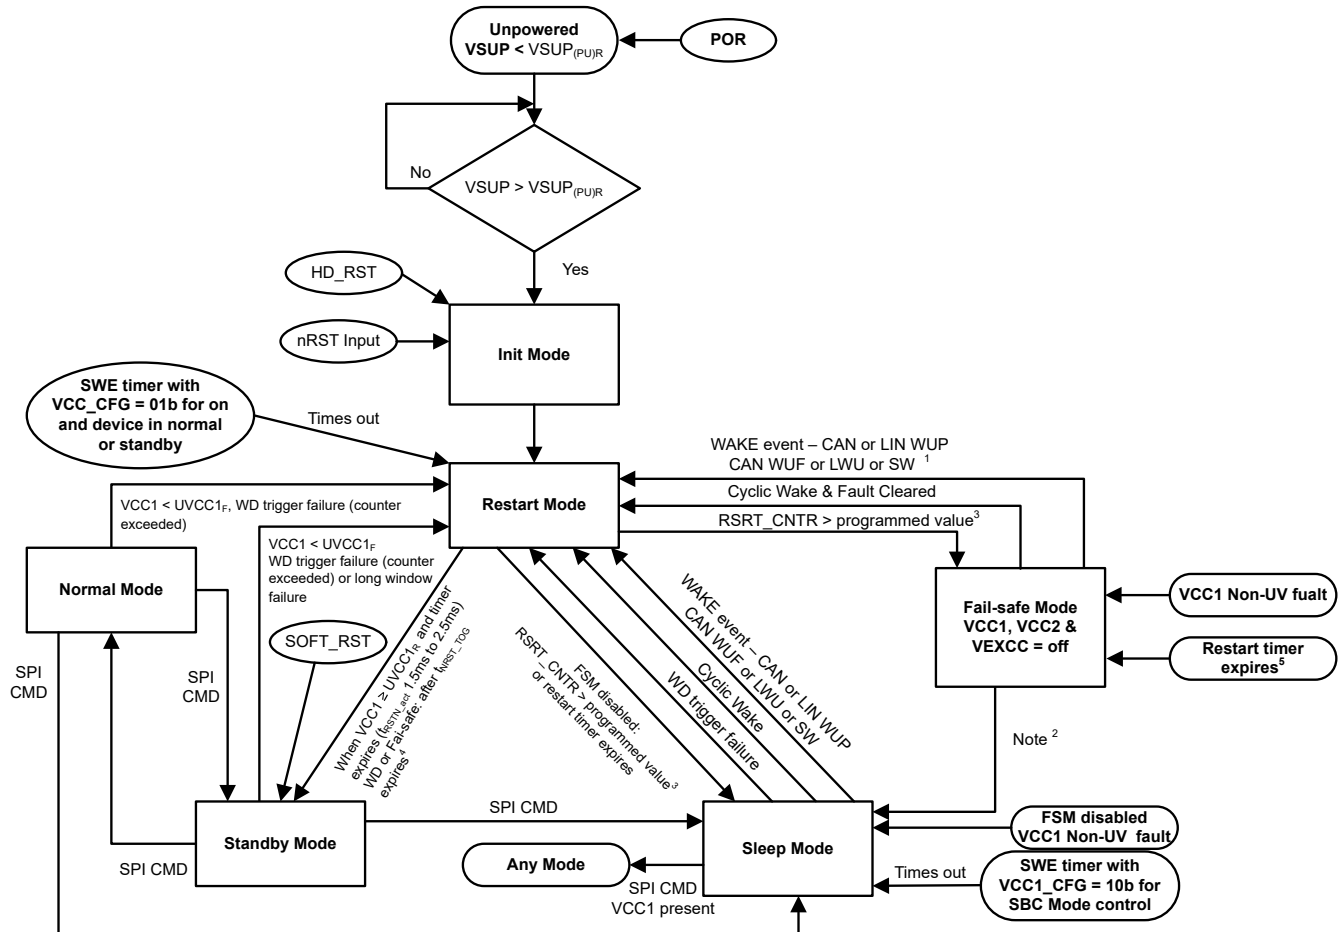 Unpowered
VSUP < VSUP(PU)R
POR
No
VSUP > VSUP(PU)R
Yes
HD_RST
nRST Input
Init Mode
SWE timer with
VCC_CFG = 01b for on
and device in normal
or standby
Times out
WAKE event – CAN or LIN WUP
CAN WUF or LWU or SW 1
Restart Mode
Cyclic Wake & Fault Cleared
RSRT_CNTR > programmed value3
VCC1 < UVCC1F, WD trigger failure (counter
exceeded)
VCC1 < UVCC1F
WD trigger failure (counter
exceeded) or long window
failure
Normal Mode
Fail-safe Mode
VCC1, VCC2 &
VEXCC = off
VCC1 Non-UV fualt
Restart timer
expires5
SOFT_RST
SPI
CMD
SPI
CMD
When VCC1 ≥ UVCC1R and timer
expires (tRSTN_act 1.5ms to 2.5ms)
WD or Fai-safe: after tNRST_TOG
expires4
FSM disabled:
RSRT_CNTR > programmed value3
or restart timer expires
WD trigger failure
Cyclic Wake
WAKE event – CAN or LIN WUP
CAN WUF or LWU or SW
Note 2
SPI CMD
Standby Mode
SPI CMD
Sleep Mode
FSM disabled
VCC1 Non-UV fault
Any Mode
SPI CMD
VCC1 present
Times out
SWE timer with
VCC1_CFG = 10b for
SBC Mode control